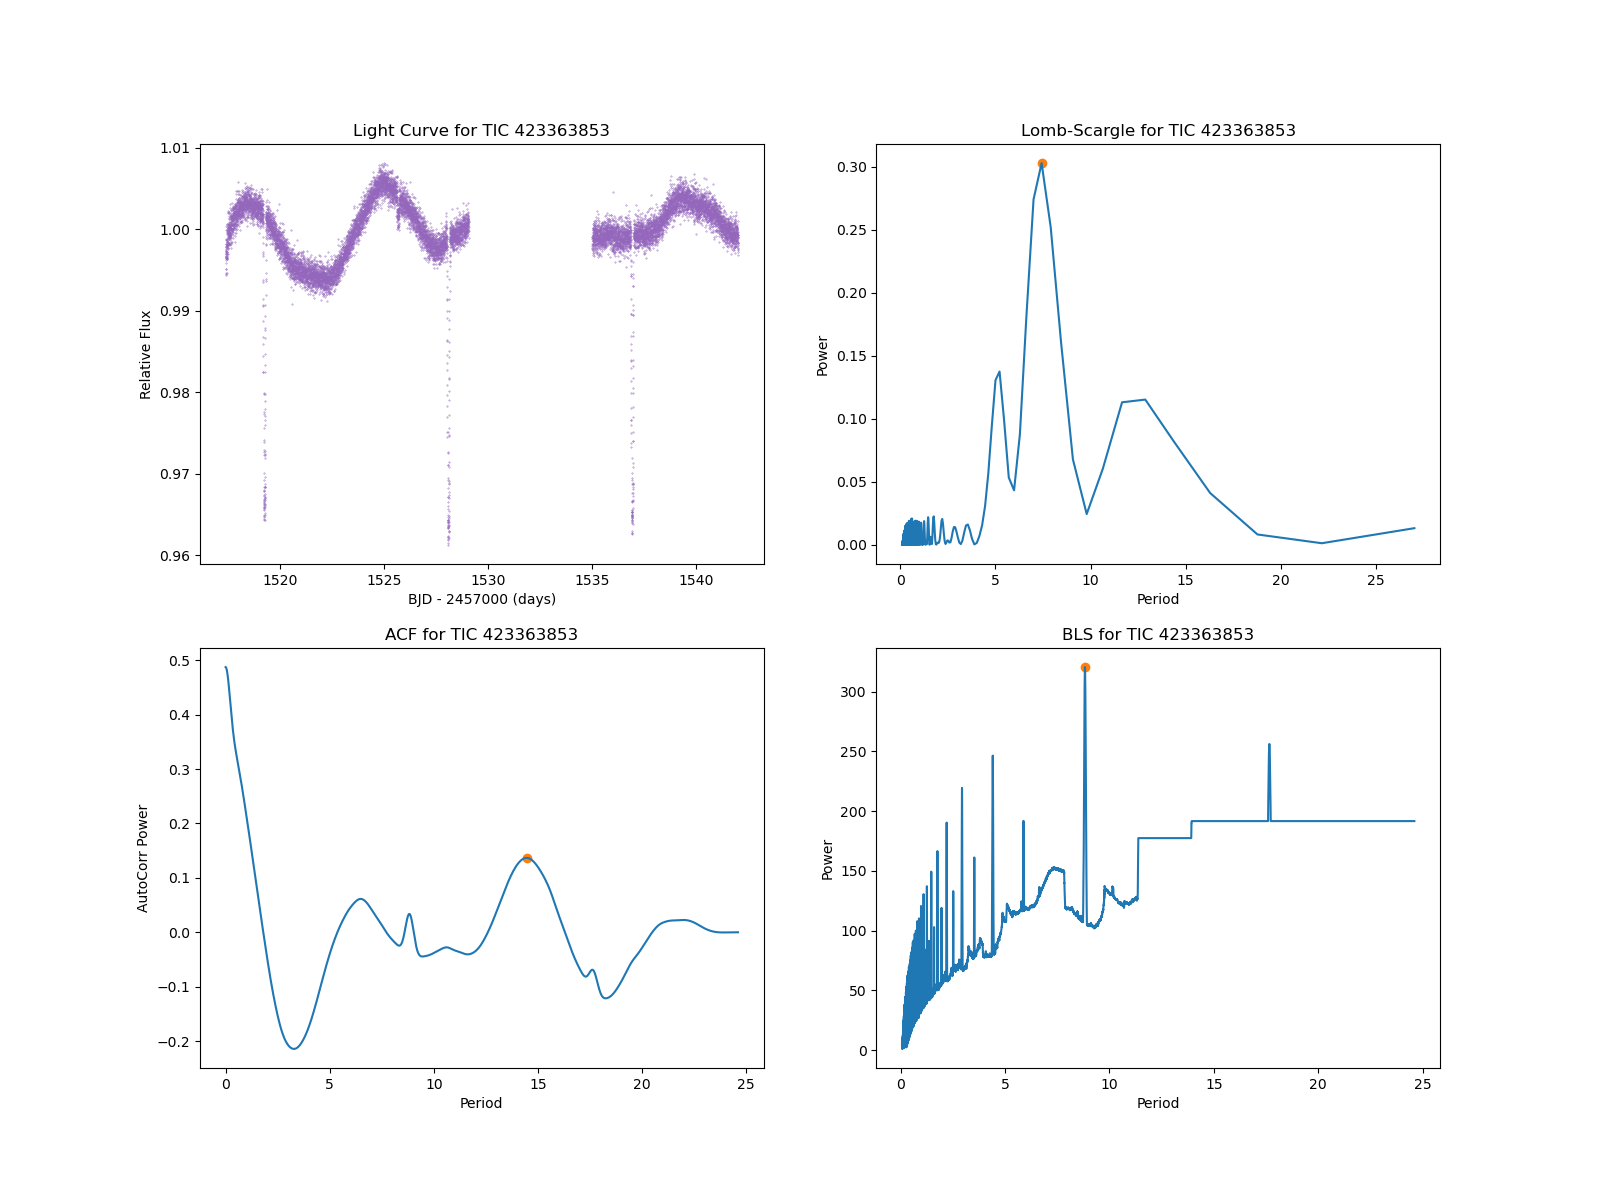 Light Curve for TIC 423363853
1.01
1.00
0.99
0.98
0.97
0.96
Relative Flux
1520 1525 1530 1535 1540
BJD - 2457000 (days)
Lomb-Scargle for TIC 423363853
0.30
0.25
0.20
0.15
0.10
0.05
0.00
Power
0 5 10 15 20 25
Period
ACF for TIC 423363853
0.5
0.4
0.3
0.2
0.1
0.0
−0.1
−0.2
AutoCorr Power
0 5 10 15 20 25
Period
BLS for TIC 423363853
300
250
200
150
100
50
0
Power
0 5 10 15 20 25
Period